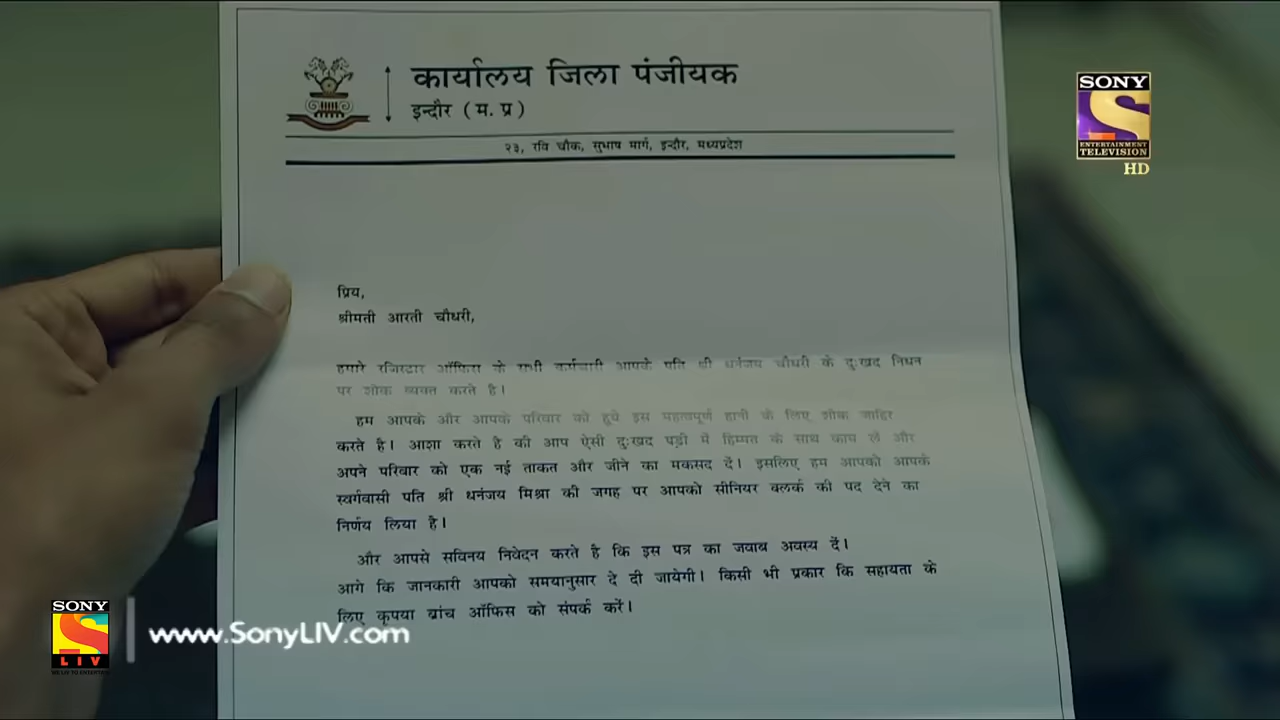 कार्यालय जिला पंजीयक
इन्दौर ( म. प्र )
२३, रवि चौक, सुभाष मार्ग, इन्दौर, मध्यप्रदेश
SONY
ENTERTAINMENT
TELEVISION
HD
प्रिय,
श्रीमती आरती चौधरी,
हमारे रजिस्टार ऑफिस के सभी कर्मचारी आपके पति श्री धनंजय चौधरी के दुःखद निधन
पर शोक व्यक्त करते है।
हम आपके और आपके परिवार को हुये इस महत्वपूर्ण हानी के लिए शोक जाहिर
करते है। आशा करते है की आप ऐसी दुःखद घड़ी में हिम्मत के साथ काम लें और
अपने परिवार को एक नई ताकत और जीने का मकसद दें। इसलिए हम आपको आपके
स्वर्गवासी पति श्री धनंजय मिश्रा की जगह पर आपको सीनियर क्लर्क की पद देने का
निर्णय लिया है।
और आपसे सविनय निवेदन करते है कि इस पत्र का जवाब अवस्य दें।
आगे कि जानकारी आपको समयानुसार दे दी जायेगी। किसी भी प्रकार कि सहायता के
लिए कृपया ब्रांच ऑफिस को संपर्क करें।
SONY
LIV
www.SonyLIV.com